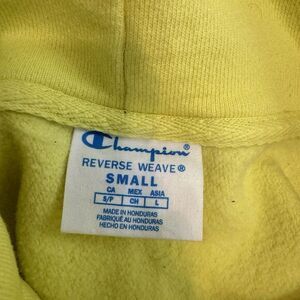 Champion
REVERSE WEAVE®
SMALL
CA MEX ASIA
S/P CH L
MADE IN HONDURAS
FABRIQUÉ AU HONDURAS
HECHO EN HONDURAS